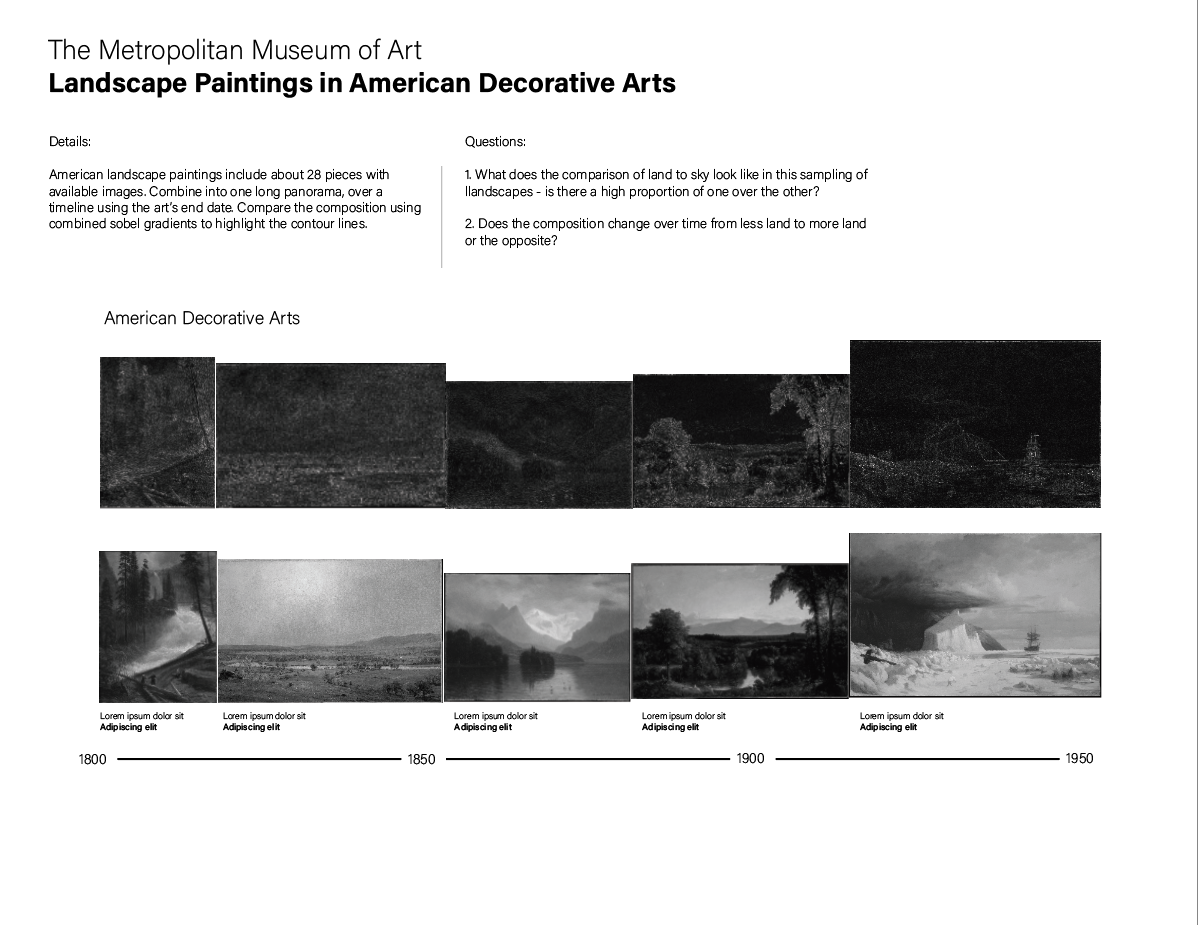 The Metropolitan Museum of Art
Landscape Paintings in American Decorative Arts
Details:
American landscape paintings include about 28 pieces with
available images. Combine into one long panorama, over a
timeline using the art's end date. Compare the composition using
combined sobel gradients to highlight the contour lines.
Questions:
1. What does the comparison of land to sky look like in this sampling of
llandscapes - is there a high proportion of one over the other?
2. Does the composition change over time from less land to more land
or the opposite?
American Decorative Arts
Lorem ipsum dolor sit
Adipiscing elit
Lorem ipsum dolor sit
Adipiscing elit
Lorem ipsum dolor sit
Adipiscing elit
Lorem ipsum dolor sit
Adipiscing elit
Lorem ipsum dolor sit
Adipiscing elit
1800 1850 1900 1950